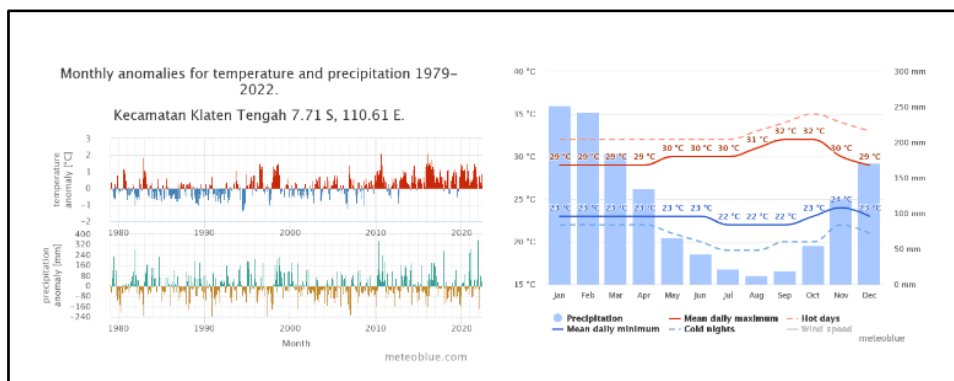 Monthly anomalies for temperature and precipitation 1979-
2022.
Kecamatan Klaten Tengah 7.71 S, 110.61 E.
temperature
anomaly [°C]
3
2
1
0
−1
−2
1980 1990 2000 2010 2020
precipitation
anomaly [mm]
400
320
240
160
80
0
−80
−160
−240
1980 1990 2000 2010 2020
Month
meteoblue.com
40 °C
35 °C
30 °C
25 °C
20 °C
15 °C
300 mm
250 mm
200 mm
150 mm
100 mm
50 mm
0 mm
29 °C 29 °C 29 °C 29 °C 30 °C 30 °C 30 °C 31 °C 32 °C 32 °C 30 °C 29 °C
23 °C 23 °C 23 °C 23 °C 23 °C 23 °C 22 °C 22 °C 22 °C 23 °C 24 °C 23 °C
Jan Feb Mar Apr May Jun Jul Aug Sep Oct Nov Dec
Precipitation Mean daily maximum Hot days
Mean daily minimum Cold nights Wind speed
meteoblue